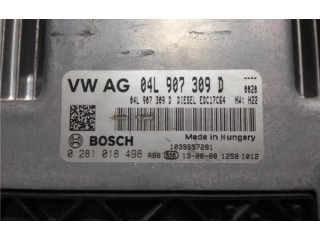 VW AG 04L 907 309 D 0020
04L 907 309 D DIESEL EDC17C64 HW: H22
BOSCH Made in Hungary
1039S57281
0 281 018 498 RBB 13-08-08 1258 1012